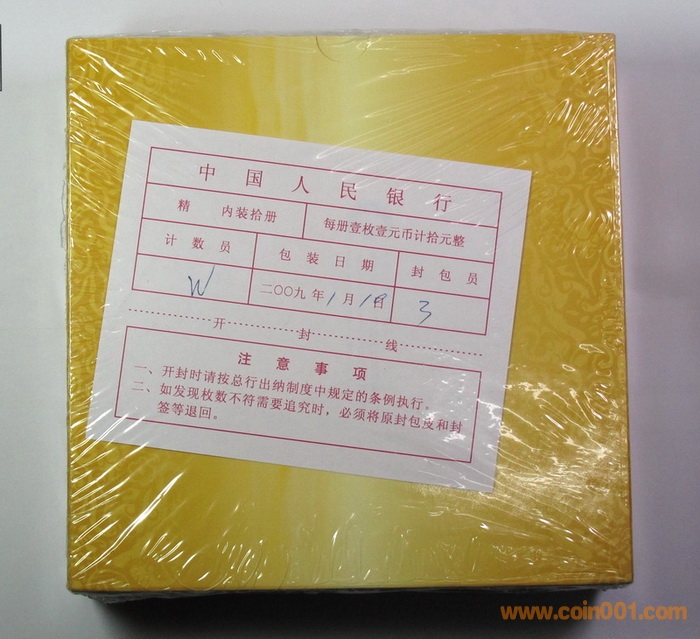 中国人民银行
精 内装拾册 每册壹枚壹元币计拾元整
计数员 包装日期 封包员
W 二〇〇九年1月18日 3
开封线
注意事项
一、开封时请按总行出纳制度中规定的条例执行。
二、如发现枚数不符需要追究时，必须将原封包皮和封
签等退回。
www.coin001.com